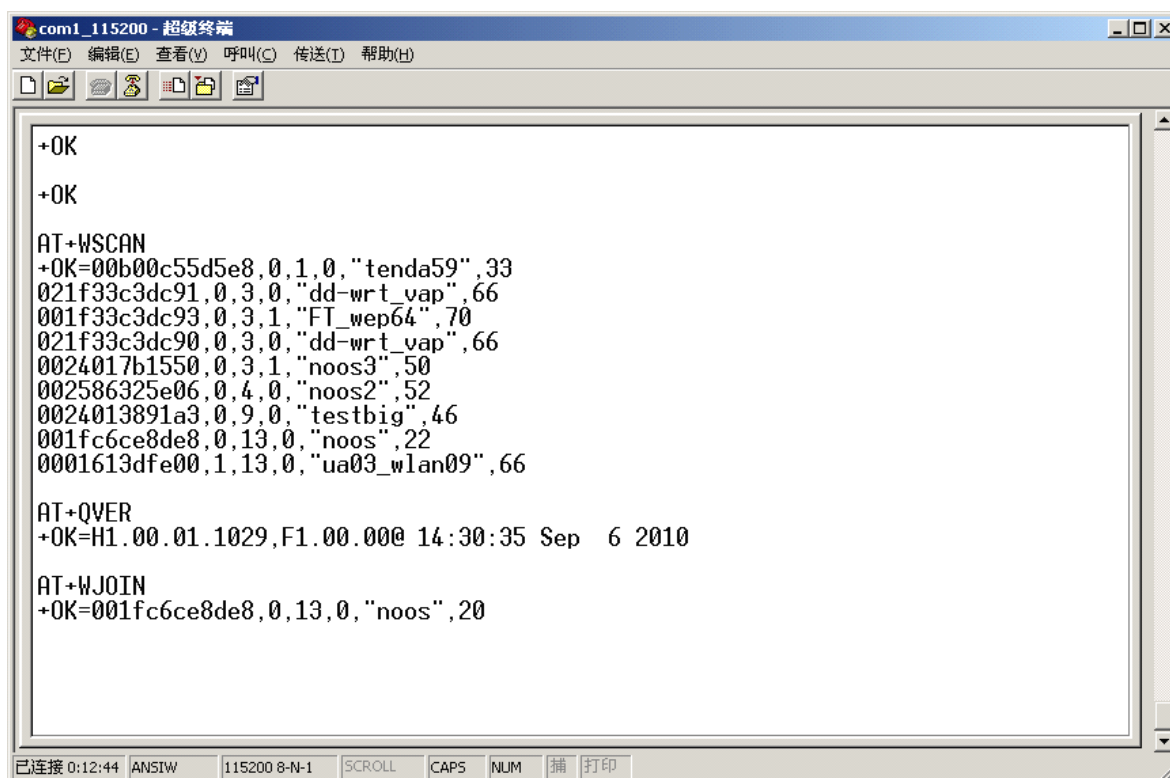 com1_115200 - 超级终端
文件(F) 编辑(E) 查看(V) 呼叫(C) 传送(T) 帮助(H)
+OK
+OK
AT+WSCAN
+OK=00b00c55d5e8,0,1,0,"tenda59",33
021f33c3dc91,0,3,0,"dd-wrt_vap",66
001f33c3dc93,0,3,1,"FT_wep64",70
021f33c3dc90,0,3,0,"dd-wrt_vap",66
0024017b1550,0,3,1,"noos3",50
002586325e06,0,4,0,"noos2",52
0024013891a3,0,9,0,"testbig",46
001fc6ce8de8,0,13,0,"noos",22
0001613dfe00,1,13,0,"ua03_wlan09",66
AT+QVER
+OK=H1.00.01.1029,F1.00.00@ 14:30:35 Sep  6 2010
AT+WJOIN
+OK=001fc6ce8de8,0,13,0,"noos",20
已连接 0:12:44 ANSIW 115200 8-N-1 SCROLL CAPS NUM 捕 打印